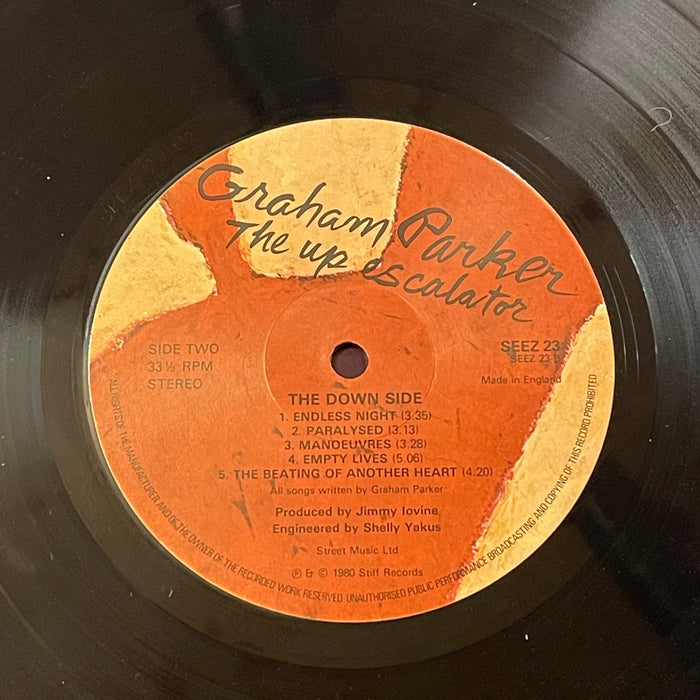 Graham Parker
The up escalator
SIDE TWO
33⅓ RPM
STEREO
SEEZ 23
SEEZ 23 B
Made in England
THE DOWN SIDE
1. ENDLESS NIGHT (3.35)
2. PARALYSED (3.13)
3. MANOEUVRES (3.28)
4. EMPTY LIVES (5.06)
5. THE BEATING OF ANOTHER HEART (4.20)
All songs written by Graham Parker
Produced by Jimmy Iovine
Engineered by Shelly Yakus
Street Music Ltd
℗ & © 1980 Stiff Records
ALL RIGHTS OF THE MANUFACTURER AND OF THE OWNER OF THE RECORDED WORK RESERVED UNAUTHORISED PUBLIC PERFORMANCE BROADCASTING AND COPYING OF THIS RECORD PROHIBITED